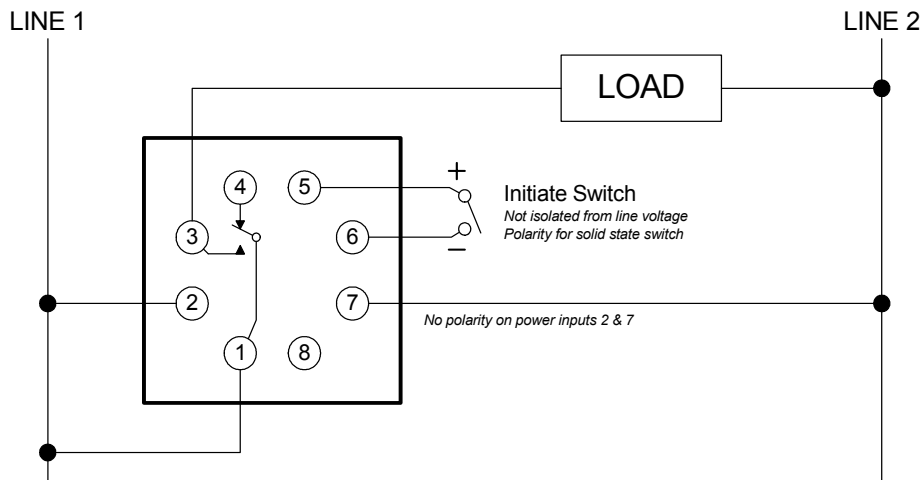 LINE 1
LINE 2
LOAD
4
5
+
Initiate Switch
Not isolated from line voltage
Polarity for solid state switch
3
6
–
2
7
No polarity on power inputs 2 & 7
1
8